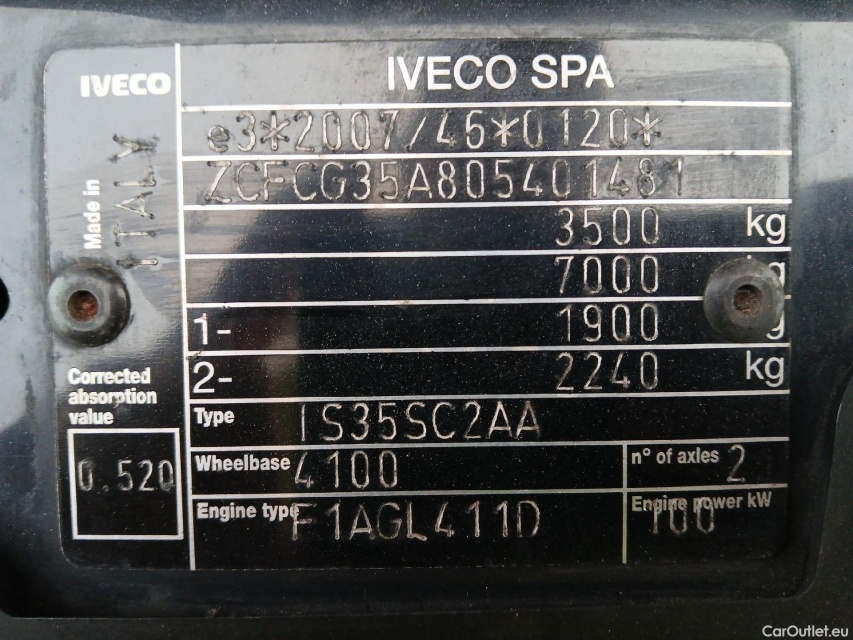 IVECO
IVECO SPA
Made in ITALY
e3*2007/46*0120*
ZCFCG35A805401481
3500 kg
7000
1- 1900
2- 2240 kg
Corrected
absorption
value
0.520
Type IS35SC2AA
Wheelbase 4100
n° of axles 2
Engine type F1AGL411D
Engine power kW 100
CarOutlet.eu